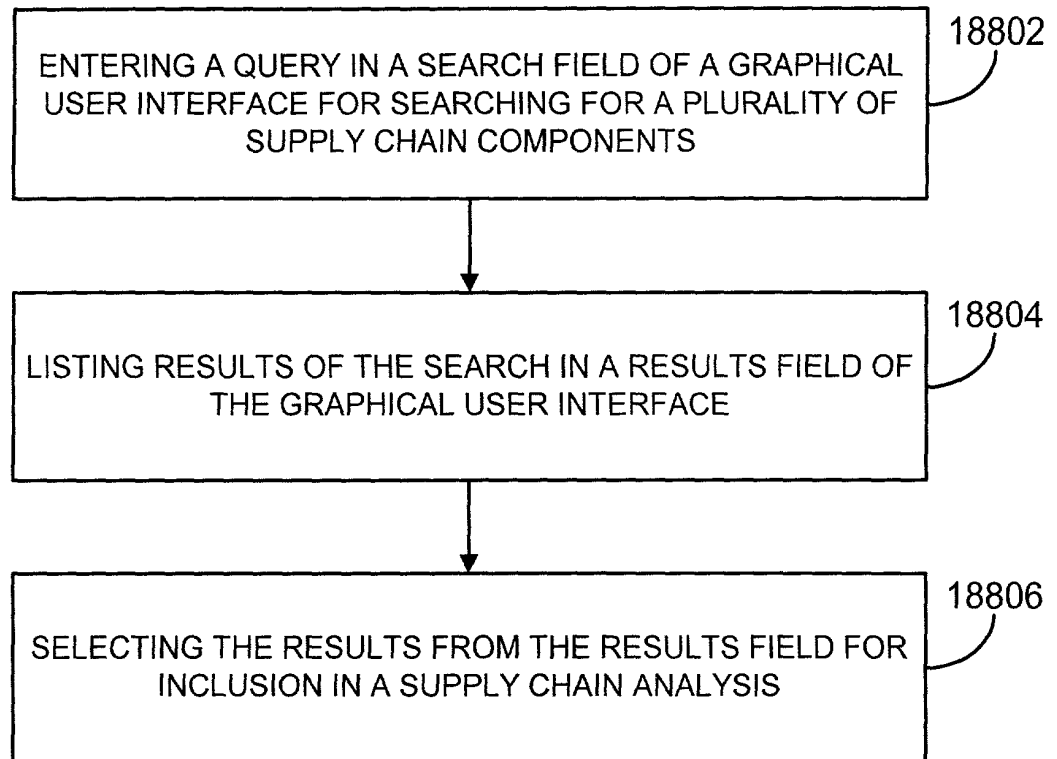 18802
ENTERING A QUERY IN A SEARCH FIELD OF A GRAPHICAL
USER INTERFACE FOR SEARCHING FOR A PLURALITY OF
SUPPLY CHAIN COMPONENTS
18804
LISTING RESULTS OF THE SEARCH IN A RESULTS FIELD OF
THE GRAPHICAL USER INTERFACE
18806
SELECTING THE RESULTS FROM THE RESULTS FIELD FOR
INCLUSION IN A SUPPLY CHAIN ANALYSIS